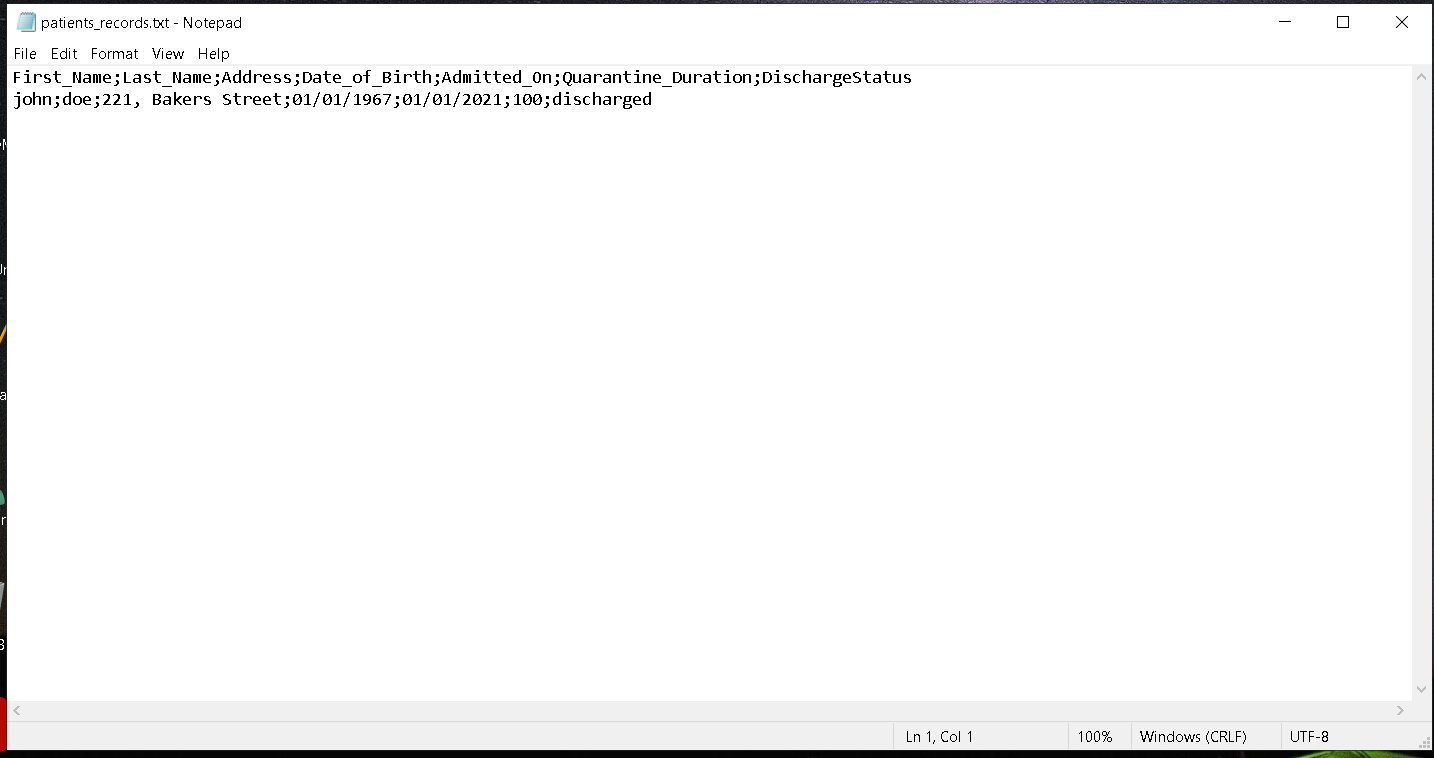 patients_records.txt - Notepad
File Edit Format View Help
First_Name;Last_Name;Address;Date_of_Birth;Admitted_On;Quarantine_Duration;DischargeStatus
john;doe;221, Bakers Street;01/01/1967;01/01/2021;100;discharged
Ln 1, Col 1 100% Windows (CRLF) UTF-8